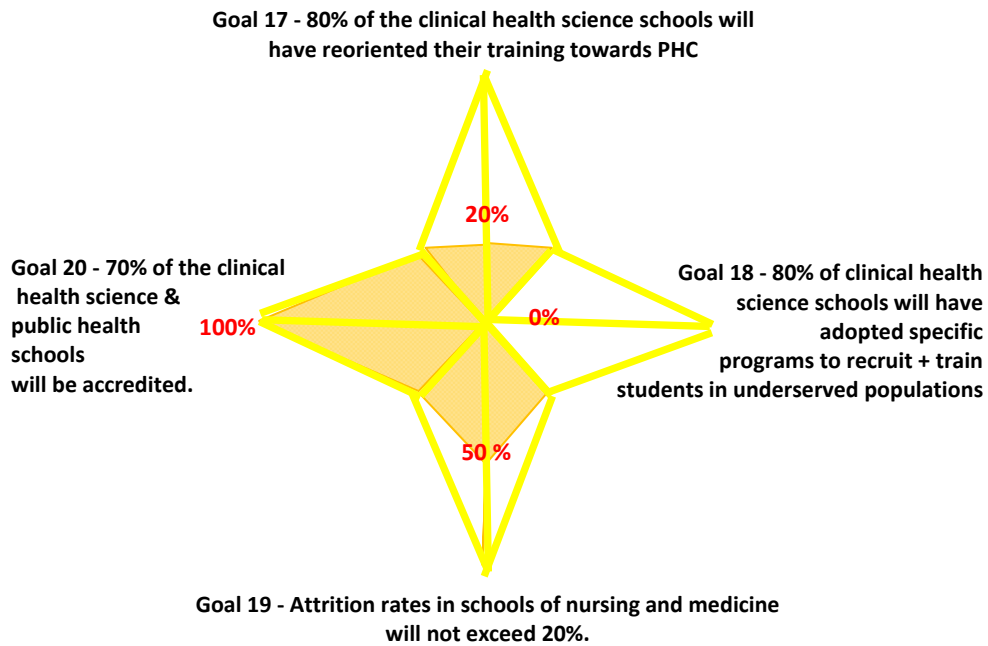 Goal 17 - 80% of the clinical health science schools will
have reoriented their training towards PHC
20%
Goal 20 - 70% of the clinical
health science &
public health
schools
will be accredited.
100%
0%
Goal 18 - 80% of clinical health
science schools will have
adopted specific
programs to recruit + train
students in underserved populations
50 %
Goal 19 - Attrition rates in schools of nursing and medicine
will not exceed 20%.